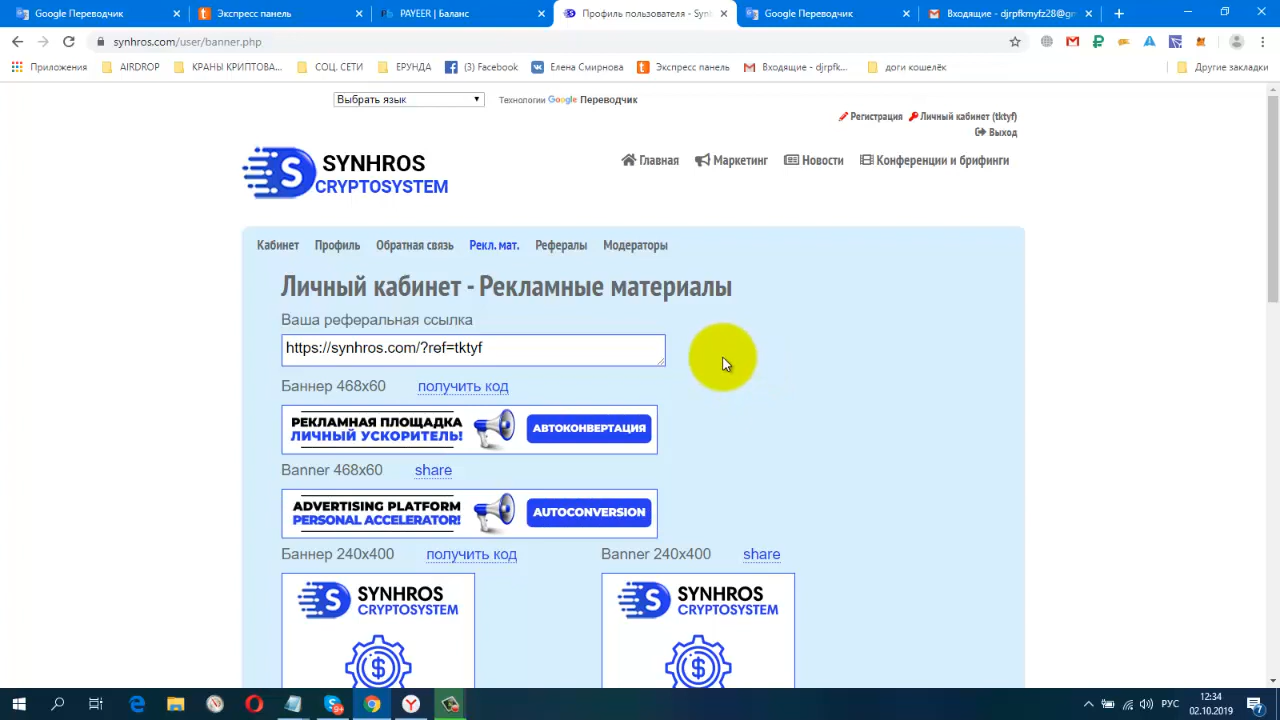 Google Переводчик
Экспресс панель
PAYEER | Баланс
Профиль пользователя - Synh
Google Переводчик
Входящие - djrpfkmyfz28@gm
synhros.com/user/banner.php
Приложения
AIRDROP
КРАНЫ КРИПТОВА...
СОЦ. СЕТИ
ЕРУНДА
(3) Facebook
Елена Смирнова
Экспресс панель
Входящие - djrpfk...
доги кошелёк
Другие закладки
Выбрать язык
Технологии Google Переводчик
Регистрация Личный кабинет (tktyf)
Выход
SYNHROS
CRYPTOSYSTEM
Главная Маркетинг Новости Конференции и брифинги
Кабинет Профиль Обратная связь Рекл. мат. Рефералы Модераторы
Личный кабинет - Рекламные материалы
Ваша реферальная ссылка
https://synhros.com/?ref=tktyf
Баннер 468x60 получить код
РЕКЛАМНАЯ ПЛОЩАДКА
ЛИЧНЫЙ УСКОРИТЕЛЬ!
АВТОКОНВЕРТАЦИЯ
Banner 468x60 share
ADVERTISING PLATFORM
PERSONAL ACCELERATOR!
AUTOCONVERSION
Баннер 240x400 получить код
Banner 240x400 share
SYNHROS
CRYPTOSYSTEM
SYNHROS
CRYPTOSYSTEM
РУС
12:34
02.10.2019